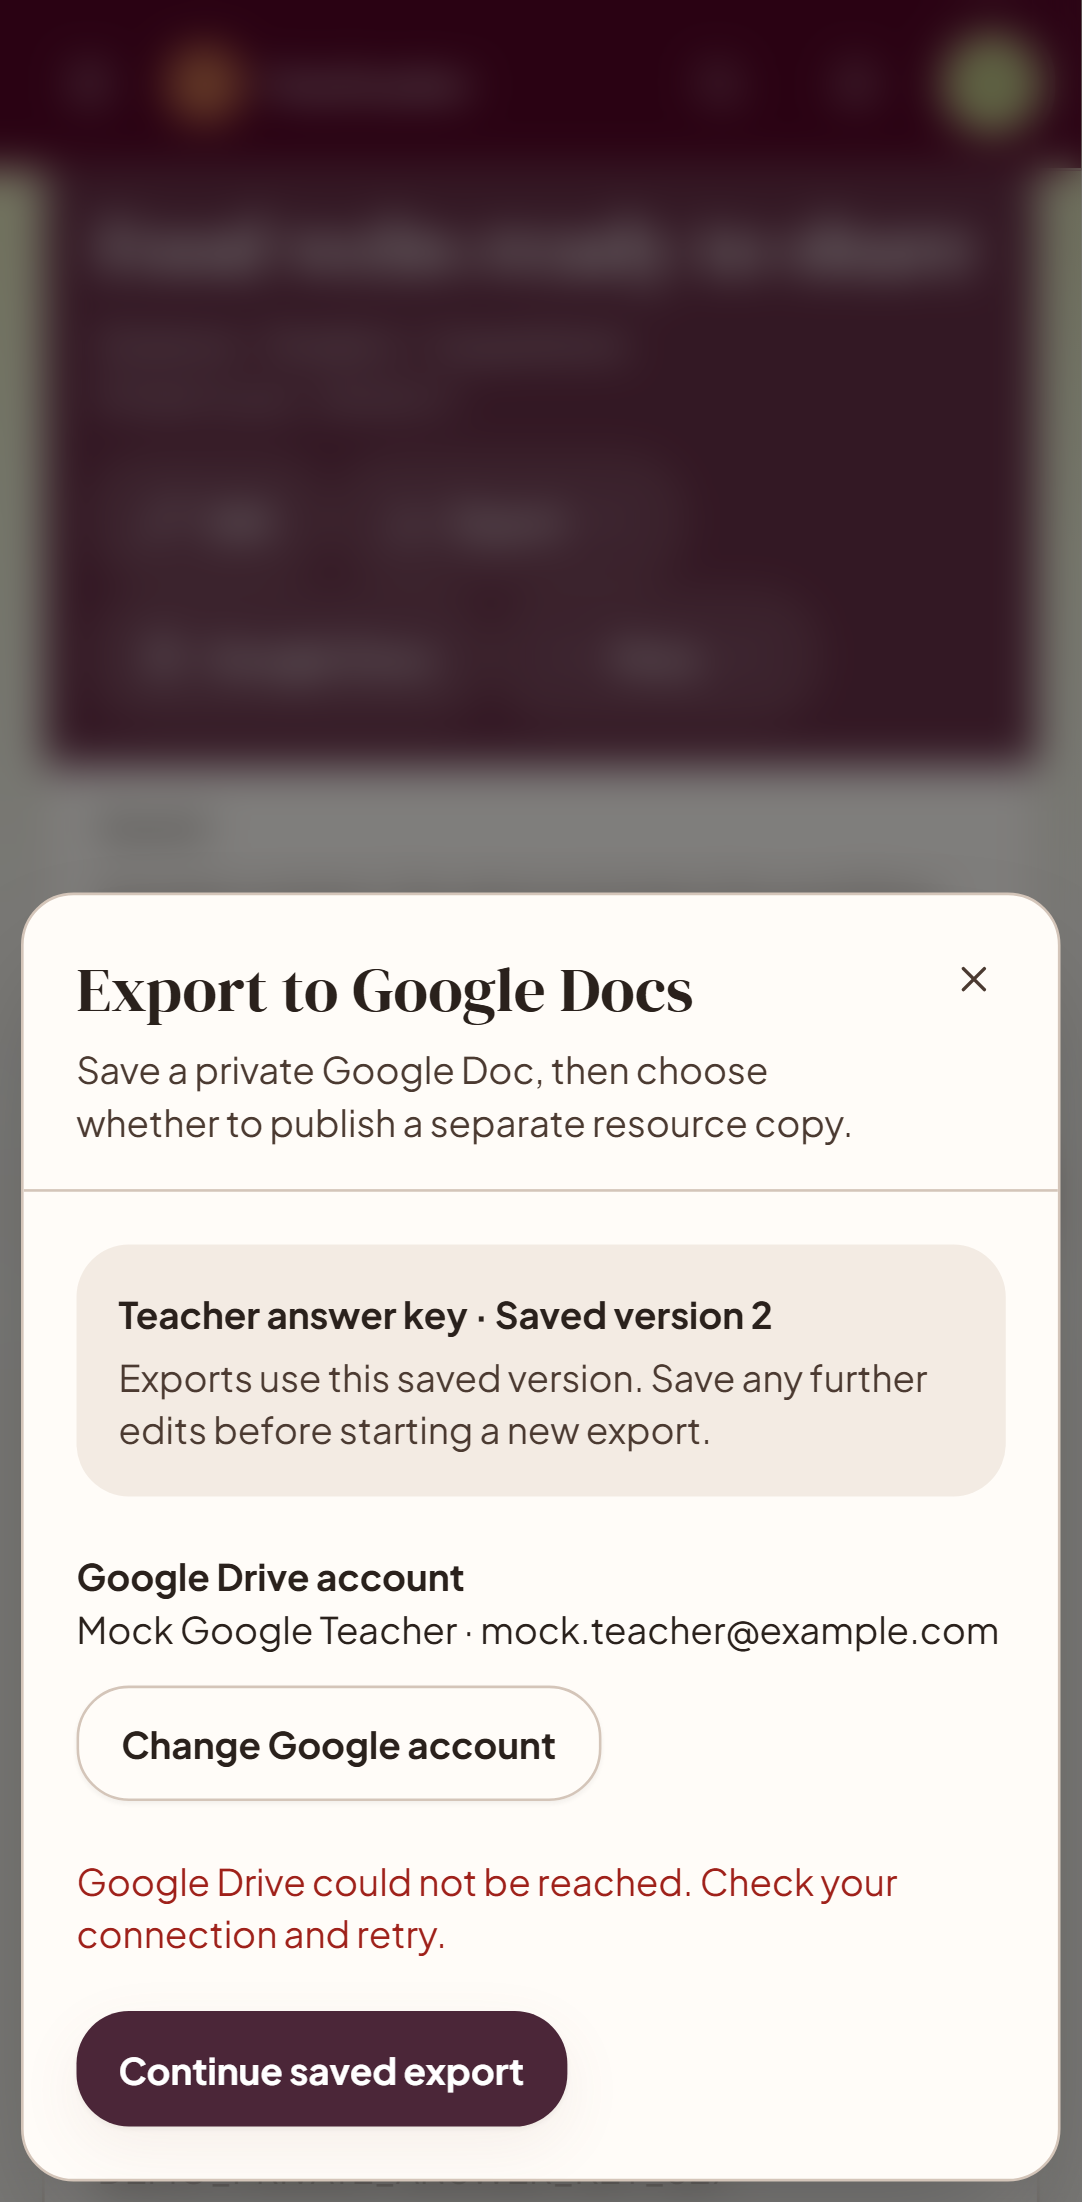 Export to Google Docs
Save a private Google Doc, then choose
whether to publish a separate resource copy.
Teacher answer key · Saved version 2
Exports use this saved version. Save any further
edits before starting a new export.
Google Drive account
Mock Google Teacher · mock.teacher@example.com
Change Google account
Google Drive could not be reached. Check your
connection and retry.
Continue saved export